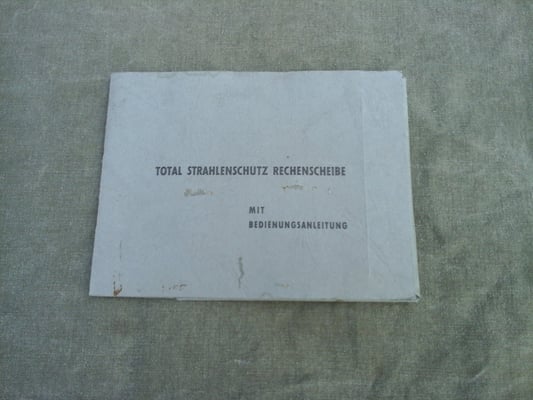 TOTAL STRAHLENSCHUTZ RECHENSCHEIBE
MIT
BEDIENUNGSANLEITUNG